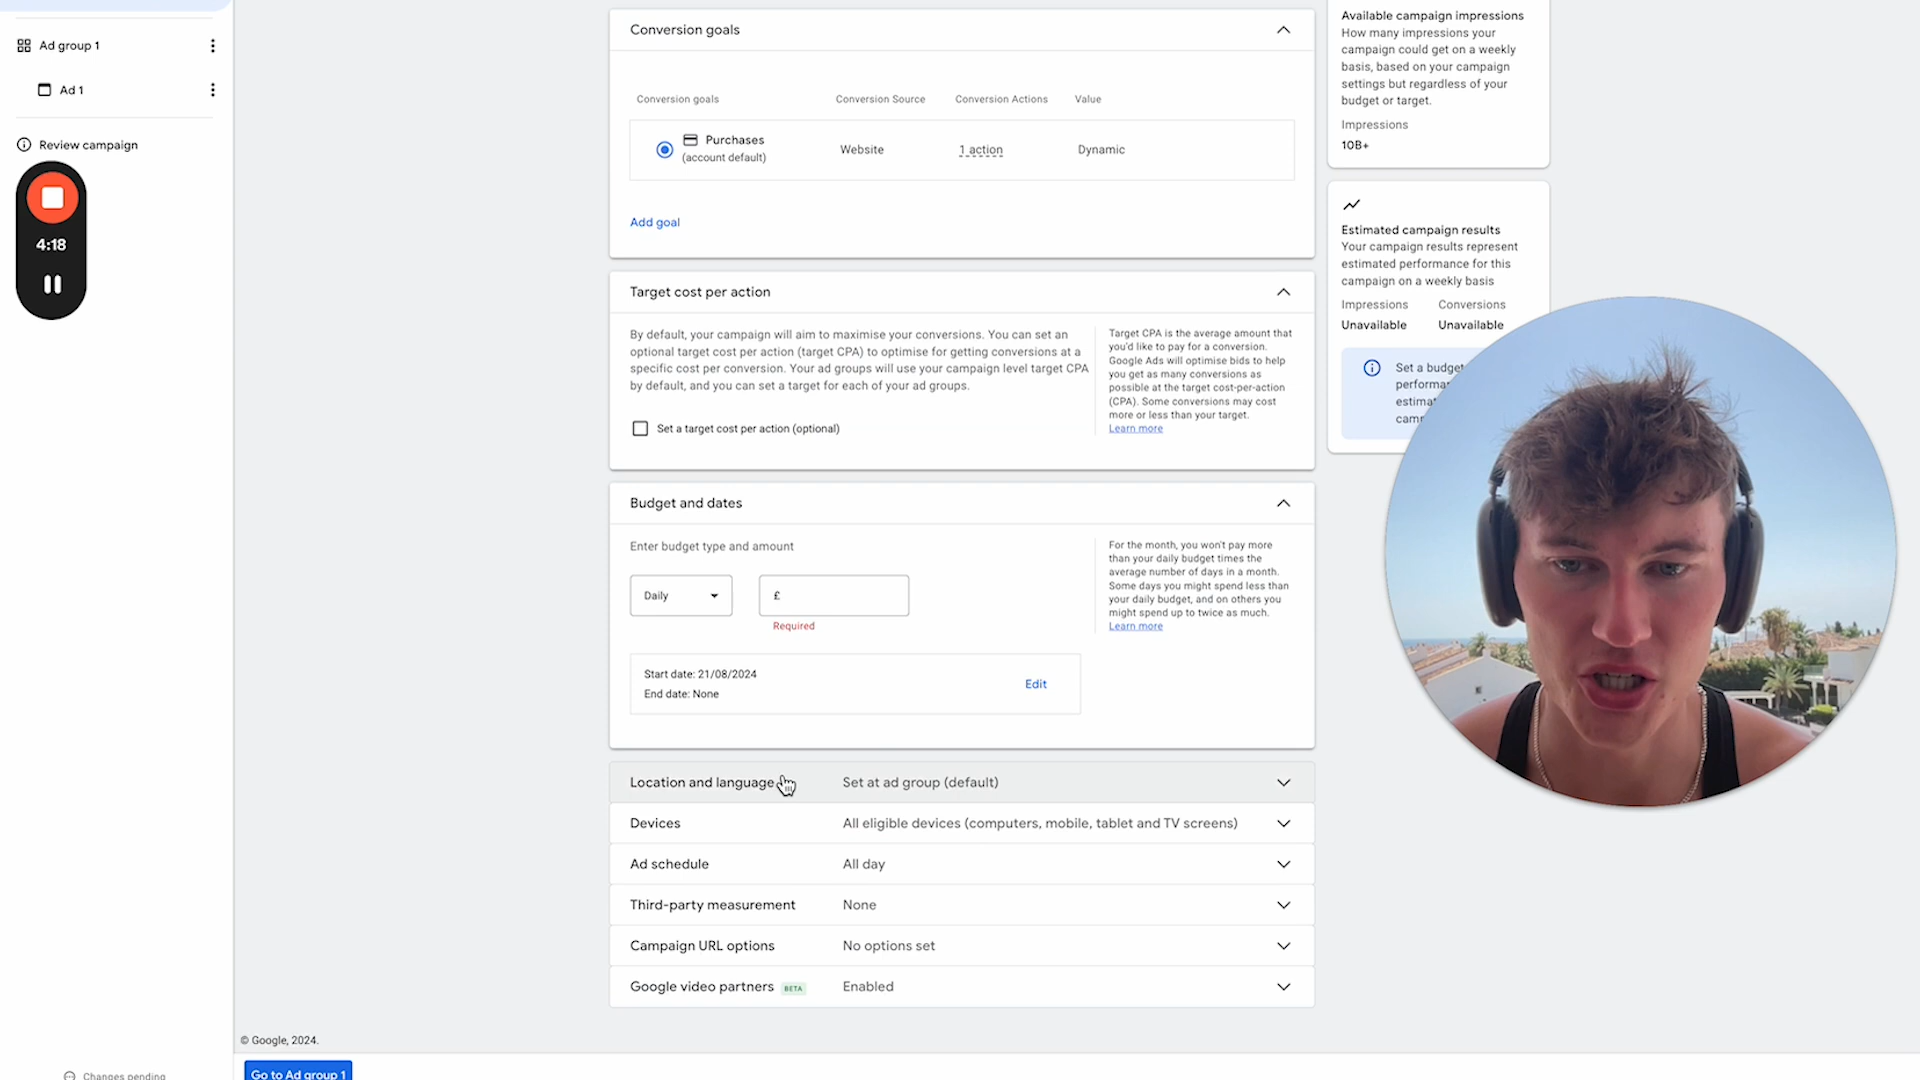 Ad group 1
Ad 1
Review campaign
4:18
Conversion goals
Conversion goals Conversion Source Conversion Actions Value
Purchases
(account default)
Website
1 action
Dynamic
Add goal
Target cost per action
By default, your campaign will aim to maximise your conversions. You can set an
optional target cost per action (target CPA) to optimise for getting conversions at a
specific cost per conversion. Your ad groups will use your campaign level target CPA
by default, and you can set a target for each of your ad groups.
Set a target cost per action (optional)
Target CPA is the average amount that
you'd like to pay for a conversion.
Google Ads will optimise bids to help
you get as many conversions as
possible at the target cost-per-action
(CPA). Some conversions may cost
more or less than your target.
Learn more
Budget and dates
Enter budget type and amount
Daily
£
Required
For the month, you won't pay more
than your daily budget times the
average number of days in a month.
Some days you might spend less than
your daily budget, and on others you
might spend up to twice as much.
Learn more
Start date: 21/08/2024
End date: None
Edit
Location and language Set at ad group (default)
Devices All eligible devices (computers, mobile, tablet and TV screens)
Ad schedule All day
Third-party measurement None
Campaign URL options No options set
Google video partners BETA Enabled
Available campaign impressions
How many impressions your
campaign could get on a weekly
basis, based on your campaign
settings but regardless of your
budget or target.
Impressions
10B+
Estimated campaign results
Your campaign results represent
estimated performance for this
campaign on a weekly basis
Impressions Conversions
Unavailable Unavailable
Set a budget
© Google, 2024.
Changes pending
Go to Ad group 1